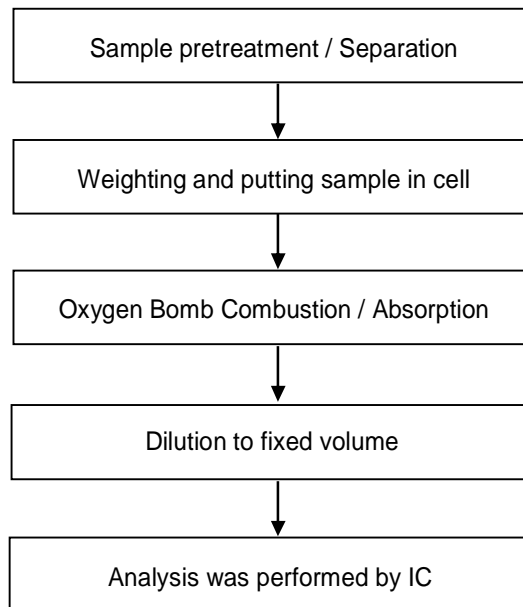 Sample pretreatment / Separation
Weighting and putting sample in cell
Oxygen Bomb Combustion / Absorption
Dilution to fixed volume
Analysis was performed by IC